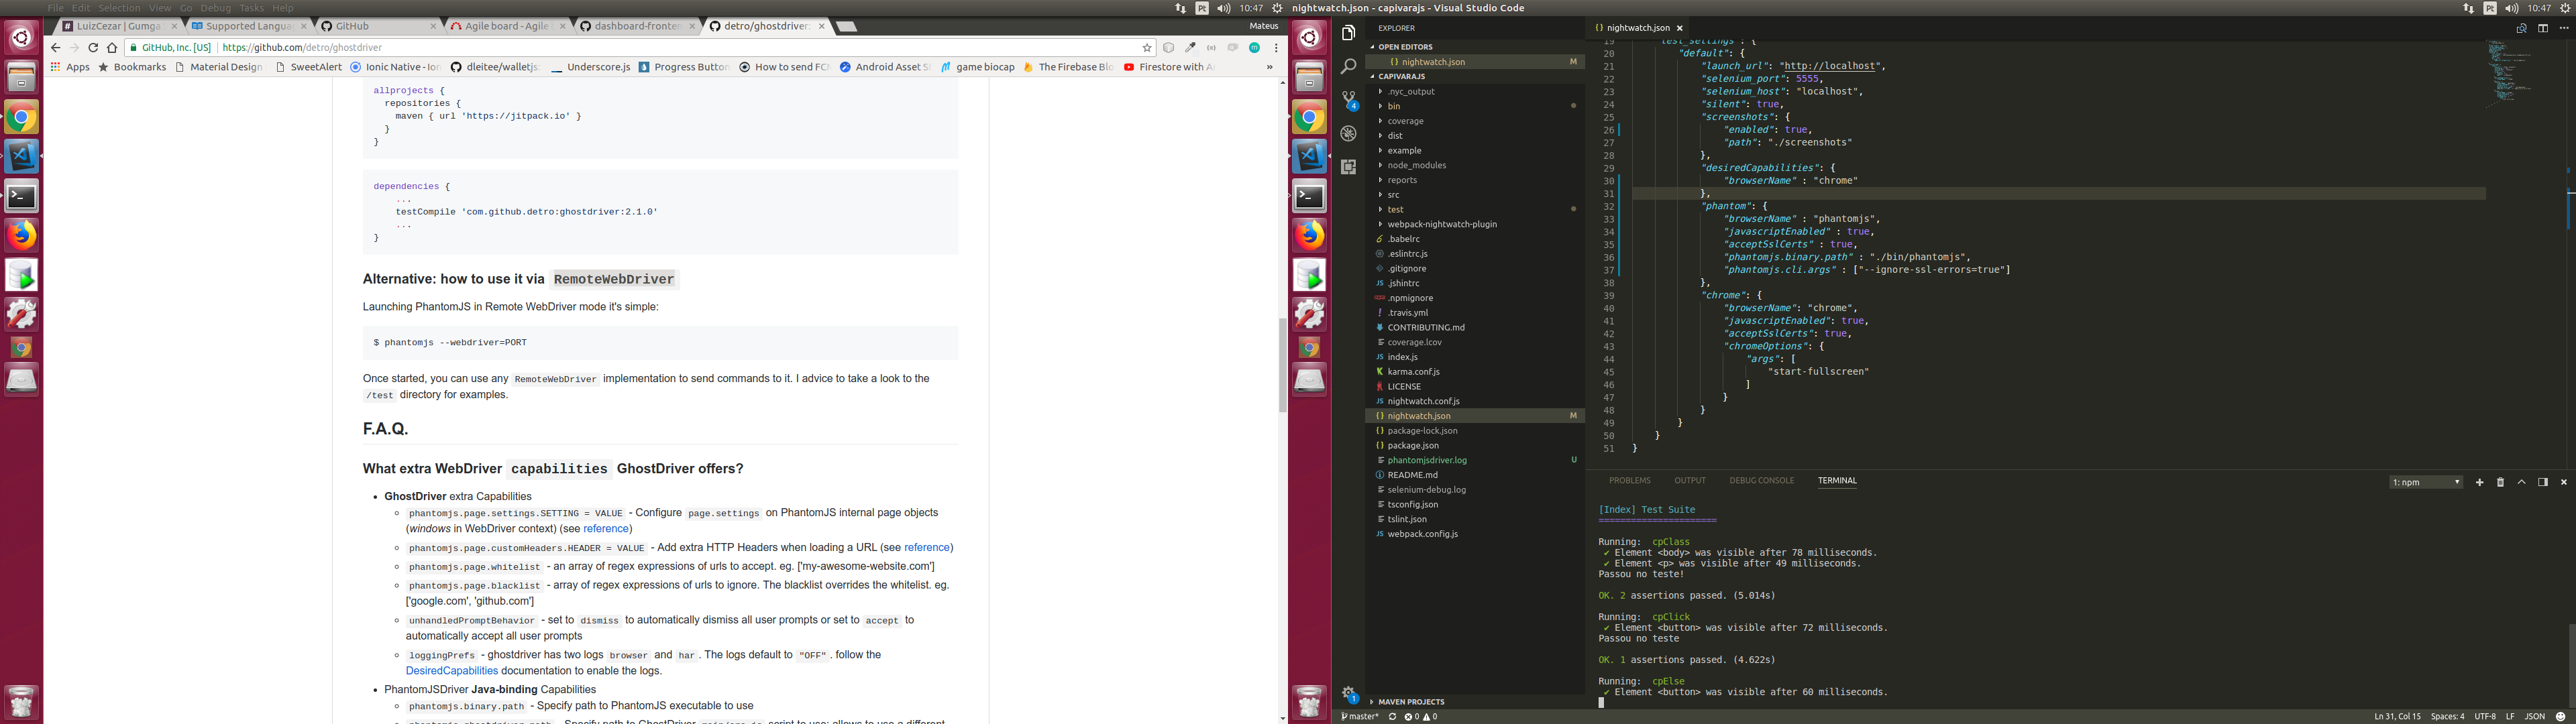 File Edit Selection View Go Debug Tasks Help
Pt 10:47
LuizCezar | Gumga
Supported Langua
GitHub
Agile board - Agile
dashboard-fronten
detro/ghostdriver:
Mateus
GitHub, Inc. [US] | https://github.com/detro/ghostdriver
Apps
Bookmarks
Material Design
SweetAlert
Ionic Native - Ion
dleitee/walletjs:
Underscore.js
Progress Button
How to send FCM
Android Asset S
game biocap
The Firebase Blo
Firestore with A
»
allprojects {
repositories {
maven { url 'https://jitpack.io' }
}
}
dependencies {
...
testCompile 'com.github.detro:ghostdriver:2.1.0'
...
}
Alternative: how to use it via RemoteWebDriver
Launching PhantomJS in Remote WebDriver mode it's simple:
$ phantomjs --webdriver=PORT
Once started, you can use any RemoteWebDriver implementation to send commands to it. I advice to take a look to the
/test directory for examples.
F.A.Q.
What extra WebDriver capabilities GhostDriver offers?
GhostDriver extra Capabilities
phantomjs.page.settings.SETTING = VALUE - Configure page.settings on PhantomJS internal page objects
(windows in WebDriver context) (see reference)
phantomjs.page.customHeaders.HEADER = VALUE - Add extra HTTP Headers when loading a URL (see reference)
phantomjs.page.whitelist - an array of regex expressions of urls to accept. eg. ['my-awesome-website.com']
phantomjs.page.blacklist - array of regex expressions of urls to ignore. The blacklist overrides the whitelist. eg.
['google.com', 'github.com']
unhandledPromptBehavior - set to dismiss to automatically dismiss all user prompts or set to accept to
automatically accept all user prompts
loggingPrefs - ghostdriver has two logs browser and har. The logs default to "OFF". follow the
DesiredCapabilities documentation to enable the logs.
PhantomJSDriver Java-binding Capabilities
phantomjs.binary.path - Specify path to PhantomJS executable to use
nightwatch.json - capivarajs - Visual Studio Code
Pt 10:47
EXPLORER
OPEN EDITORS
nightwatch.json M
CAPIVARAJS
.nyc_output
bin
coverage
dist
example
node_modules
reports
src
test
webpack-nightwatch-plugin
.babelrc
.eslintrc.js
.gitignore
.jshintrc
.npmignore
.travis.yml
CONTRIBUTING.md
coverage.lcov
index.js
karma.conf.js
LICENSE
nightwatch.conf.js
nightwatch.json M
package-lock.json
package.json
phantomjsdriver.log U
README.md
selenium-debug.log
tsconfig.json
tslint.json
webpack.config.js
MAVEN PROJECTS
4
1
nightwatch.json
19 "test_settings": {
20 "default": {
21 "launch_url": "http://localhost",
22 "selenium_port": 5555,
23 "selenium_host": "localhost",
24 "silent": true,
25 "screenshots": {
26 "enabled": true,
27 "path": "./screenshots"
28 },
29 "desiredCapabilities": {
30 "browserName" : "chrome"
31 },
32 "phantom": {
33 "browserName" : "phantomjs",
34 "javascriptEnabled" : true,
35 "acceptSslCerts" : true,
36 "phantomjs.binary.path" : "./bin/phantomjs",
37 "phantomjs.cli.args" : ["--ignore-ssl-errors=true"]
38 },
39 "chrome": {
40 "browserName": "chrome",
41 "javascriptEnabled": true,
42 "acceptSslCerts": true,
43 "chromeOptions": {
44 "args": [
45 "start-fullscreen"
46 ]
47 }
48 }
49 }
50 }
51 }
PROBLEMS OUTPUT DEBUG CONSOLE TERMINAL
1: npm
[Index] Test Suite
======================
Running: cpClass
✔ Element <body> was visible after 78 milliseconds.
✔ Element <p> was visible after 49 milliseconds.
Passou no teste!
OK. 2 assertions passed. (5.014s)
Running: cpClick
✔ Element <button> was visible after 72 milliseconds.
Passou no teste
OK. 1 assertions passed. (4.622s)
Running: cpElse
✔ Element <button> was visible after 60 milliseconds.
master* 0 0
Ln 31, Col 15 Spaces: 4 UTF-8 LF JSON